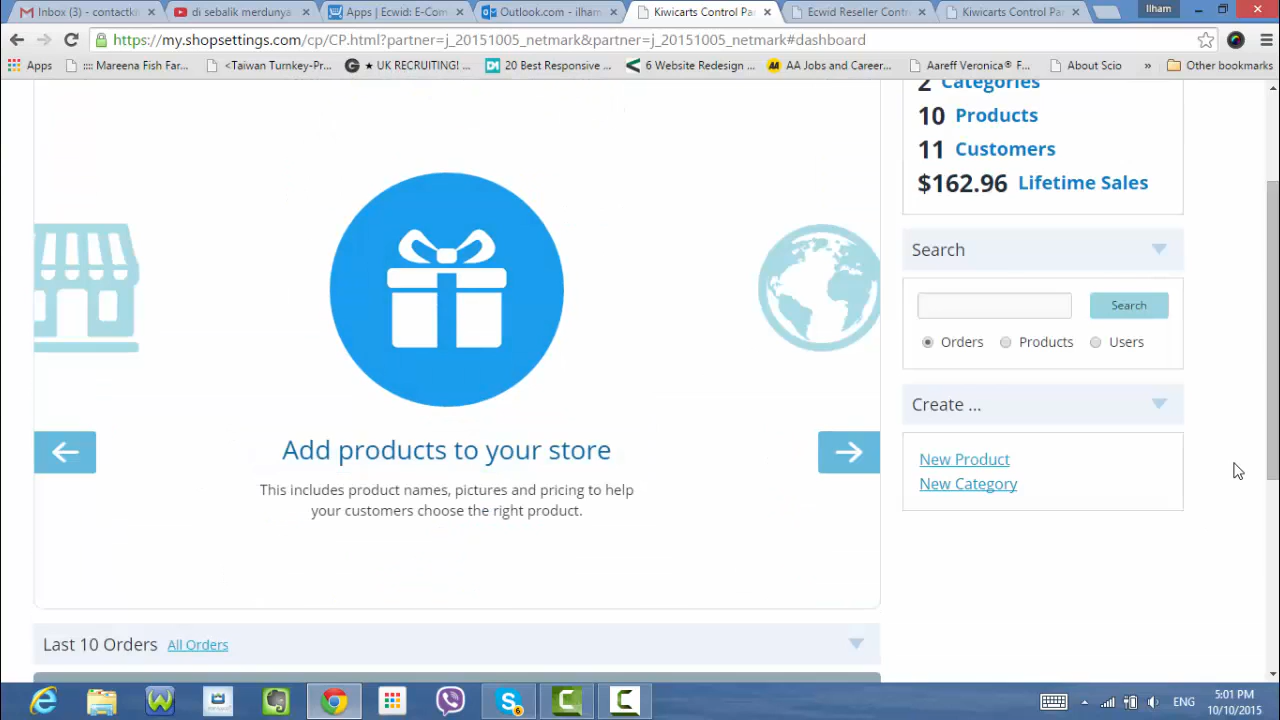 Inbox (3) - contactki
di sebalik merdunya
Apps | Ecwid: E-Com
Outlook.com - ilham
Kiwicarts Control Pa
Ecwid Reseller Contr
Kiwicarts Control Pa
Ilham
https://my.shopsettings.com/cp/CP.html?partner=j_20151005_netmark&partner=j_20151005_netmark#dashboard
Apps
:::: Mareena Fish Far...
<Taiwan Turnkey-Pr...
★ UK RECRUITING! ...
20 Best Responsive ...
6 Website Redesign ...
AA Jobs and Career...
Aareff Veronica® F...
About Scio
»
Other bookmarks
2 Categories
10 Products
11 Customers
$162.96 Lifetime Sales
Search
Search
Orders Products Users
Create ...
New Product
New Category
Add products to your store
This includes product names, pictures and pricing to help
your customers choose the right product.
Last 10 Orders All Orders
ENG
5:01 PM
10/10/2015